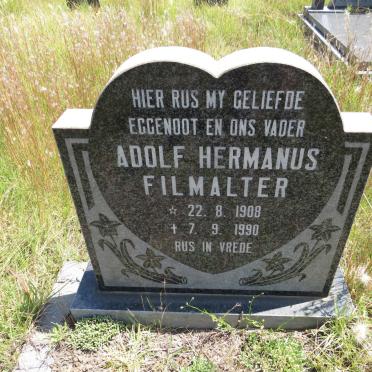 HIER RUS MY GELIEFDE
EGGENOOT EN ONS VADER
ADOLF HERMANUS
FILMALTER
☆ 22. 8. 1908
✝ 7. 9. 1990
RUS IN VREDE